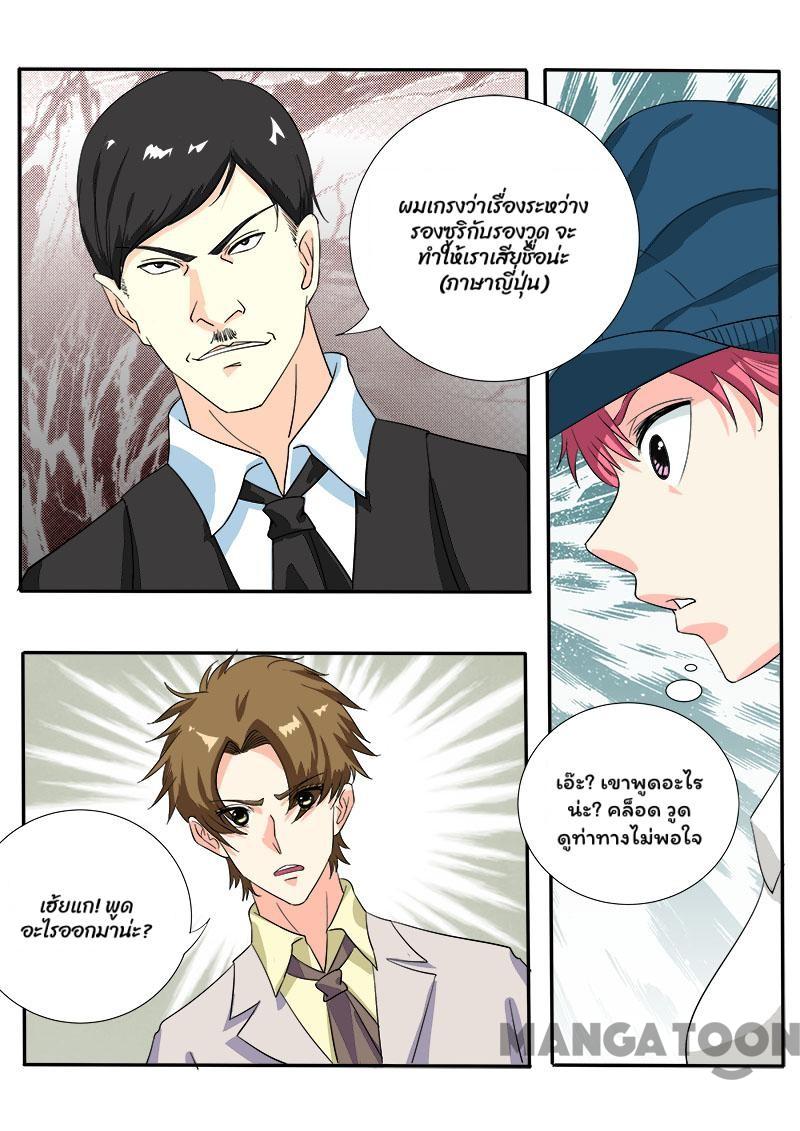 ผมเกรงว่าเรื่องระหว่าง
รองซุริกับรองวูด จะ
ทำให้เราเสียชื่อน่ะ
(ภาษาญี่ปุ่น)
เอ๊ะ? เขาพูดอะไร
น่ะ? คล็อด วูด
ดูท่าทางไม่พอใจ
เฮ้ยแก! พูด
อะไรออกมาน่ะ?
MANGA TOON